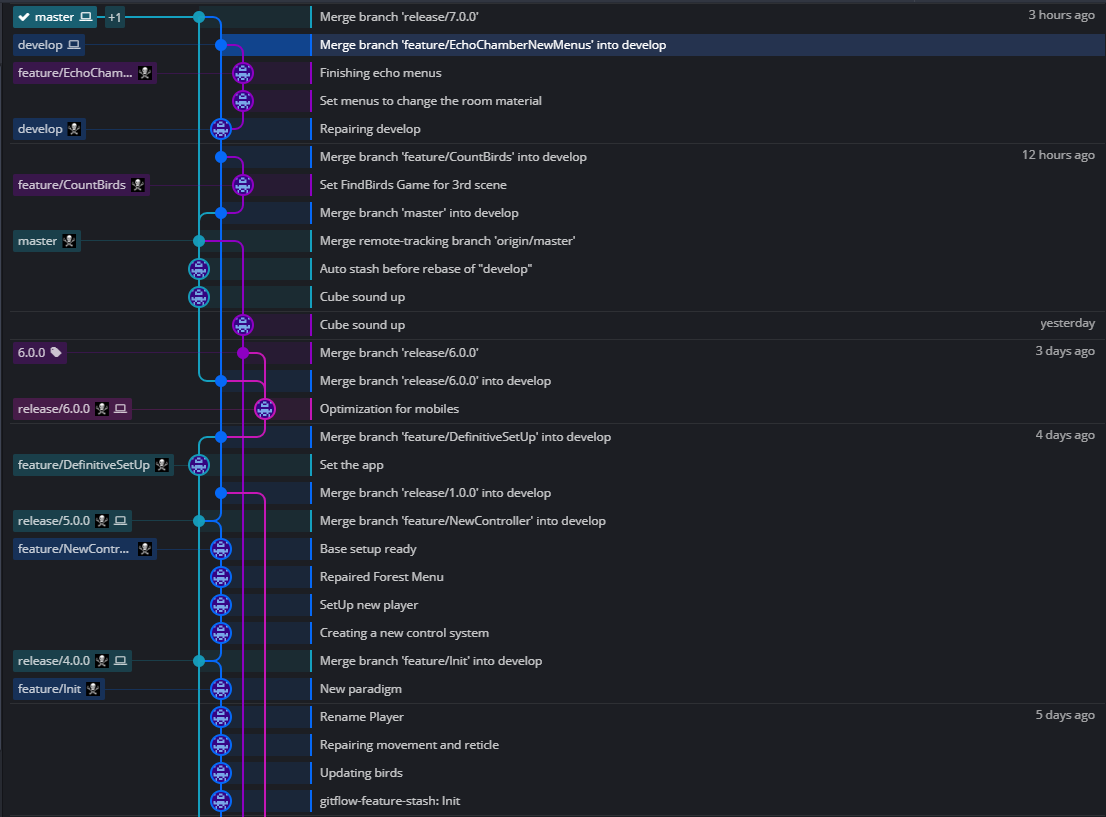 master +1 Merge branch 'release/7.0.0' 3 hours ago
develop Merge branch 'feature/EchoChamberNewMenus' into develop
feature/EchoCham... Finishing echo menus
Set menus to change the room material
develop Repairing develop
Merge branch 'feature/CountBirds' into develop 12 hours ago
feature/CountBirds Set FindBirds Game for 3rd scene
Merge branch 'master' into develop
master Merge remote-tracking branch 'origin/master'
Auto stash before rebase of "develop"
Cube sound up
Cube sound up yesterday
6.0.0 Merge branch 'release/6.0.0' 3 days ago
Merge branch 'release/6.0.0' into develop
release/6.0.0 Optimization for mobiles
Merge branch 'feature/DefinitiveSetUp' into develop 4 days ago
feature/DefinitiveSetUp Set the app
Merge branch 'release/1.0.0' into develop
release/5.0.0 Merge branch 'feature/NewController' into develop
feature/NewContr... Base setup ready
Repaired Forest Menu
SetUp new player
Creating a new control system
release/4.0.0 Merge branch 'feature/Init' into develop
feature/Init New paradigm
Rename Player 5 days ago
Repairing movement and reticle
Updating birds
gitflow-feature-stash: Init